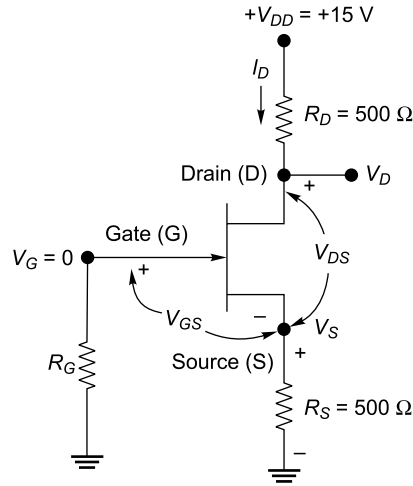 +V_DD = +15 V
I_D
R_D = 500 Ω
Drain (D)
+
V_D
Gate (G)
V_DS
V_G = 0
+
V_GS
–
V_S
Source (S)
+
R_G
R_S = 500 Ω
–